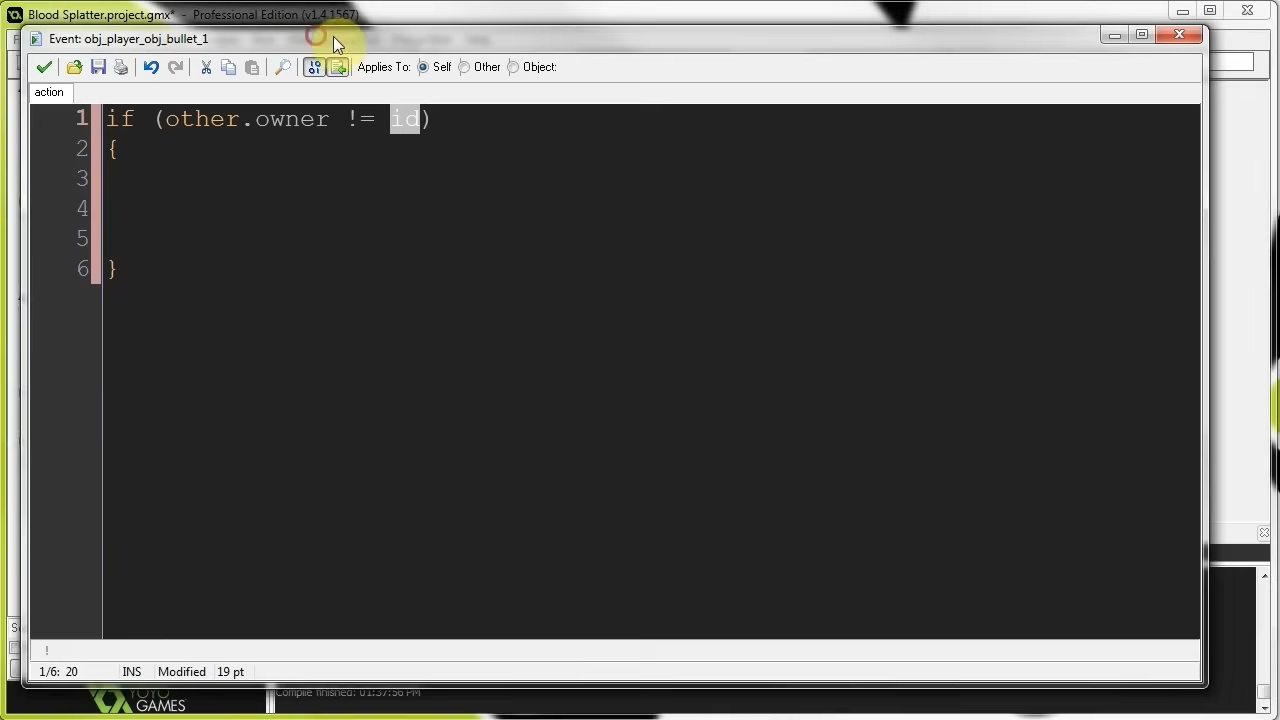 Blood Splatter.project.gmx* - Professional Edition (v1.4.1567)
Event: obj_player_obj_bullet_1
Applies To: Self Other Object:
action
1 if (other.owner != id)
2 {
3
4
5
6 }
!
1/6: 20 INS Modified 19 pt
YOYO
GAMES
Compile finished: 01:37:56 PM